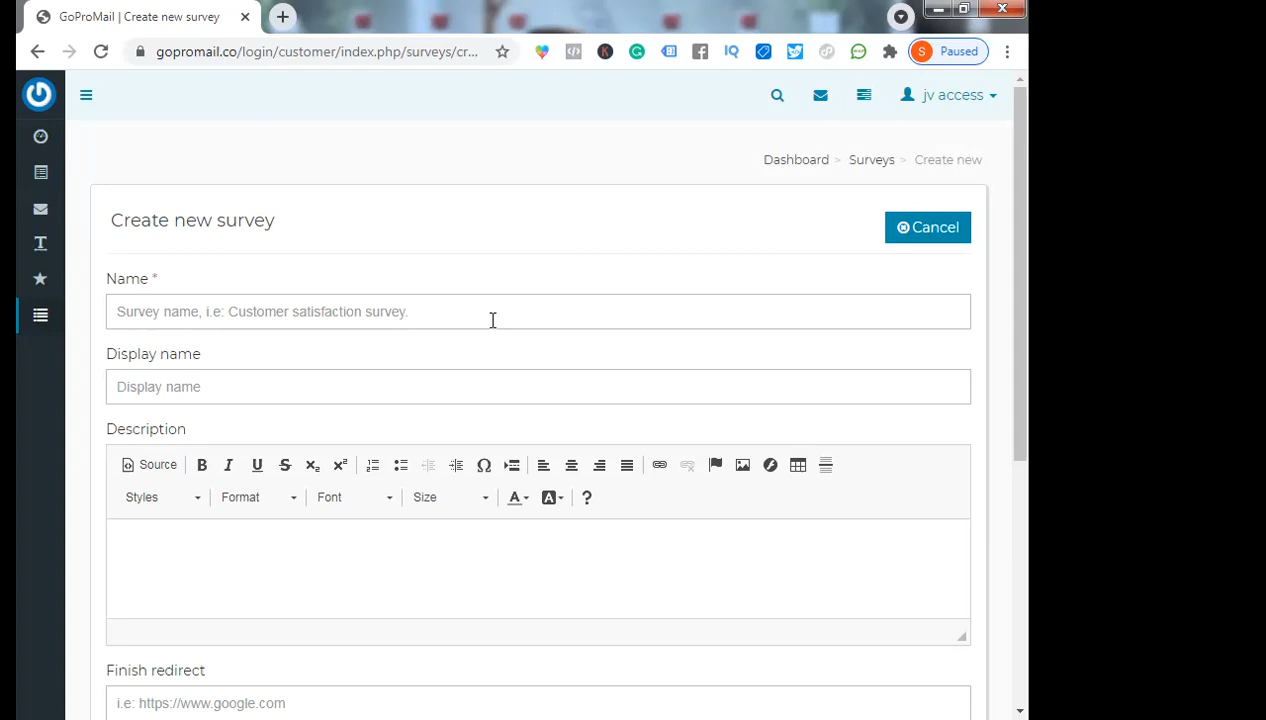 GoProMail | Create new survey
gopromail.co/login/customer/index.php/surveys/cr...
S Paused
jv access
Dashboard > Surveys > Create new
Create new survey
Cancel
Name *
Survey name, i.e: Customer satisfaction survey.
Display name
Display name
Description
Source B I U S x₂ x² Ω
Styles Format Font Size A A ?
Finish redirect
i.e: https://www.google.com